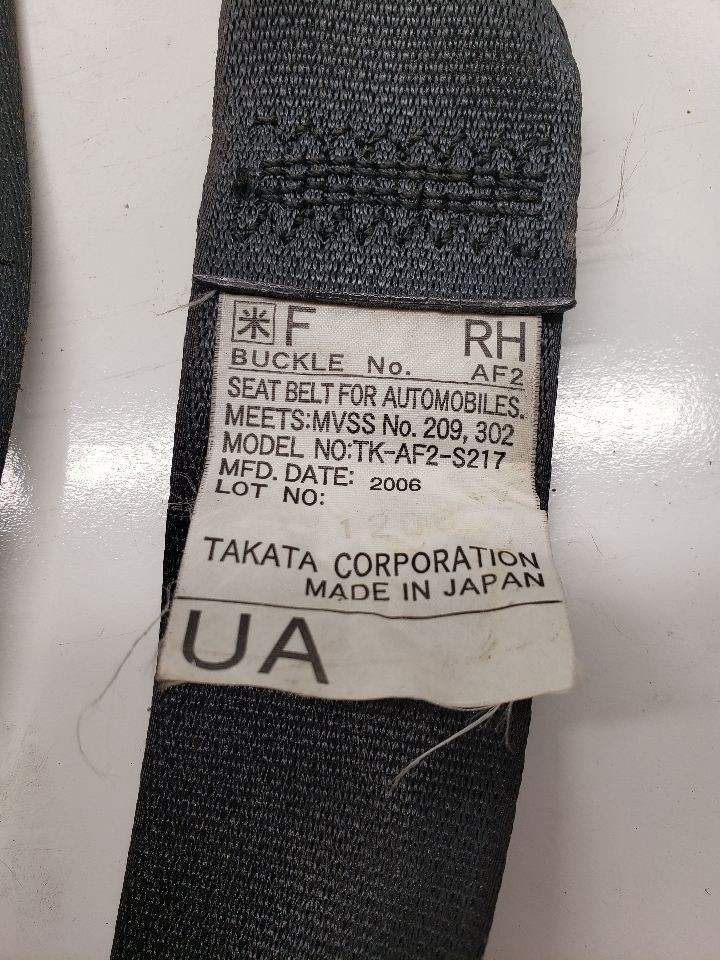 米 F RH
BUCKLE No. AF2
SEAT BELT FOR AUTOMOBILES.
MEETS:MVSS No. 209, 302
MODEL NO:TK-AF2-S217
MFD. DATE: 2006
LOT NO:
TAKATA CORPORATION
MADE IN JAPAN
UA